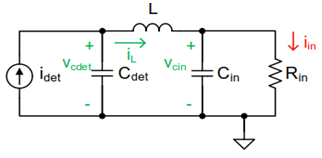 L
+ iL + iin
idet vcdet Cdet vcin Cin Rin
- -